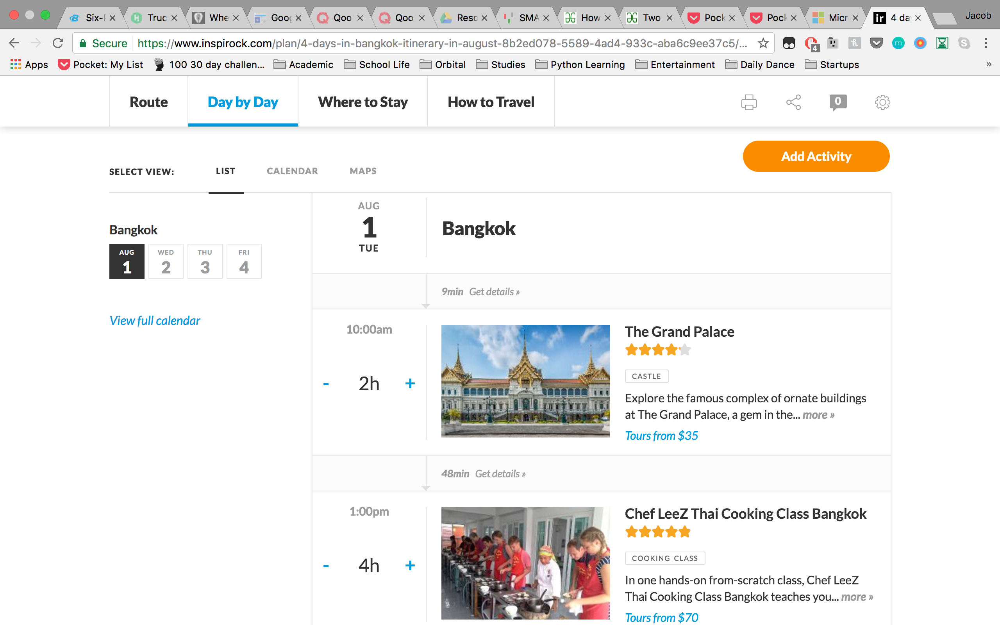 Six-P
Truc
Whe
Goog
Qoo
Qoo
Reso
SMA
How
Two
Pock
Pock
Micr
ir 4 da
Jacob
Secure https://www.inspirock.com/plan/4-days-in-bangkok-itinerary-in-august-8b2ed078-5589-4ad4-933c-aba6c9ee37c5/...
4
Apps Pocket: My List 100 30 day challen... Academic School Life Orbital Studies Python Learning Entertainment Daily Dance Startups »
Route Day by Day Where to Stay How to Travel 0
Add Activity
SELECT VIEW: LIST CALENDAR MAPS
Bangkok
AUG 1
WED 2
THU 3
FRI 4
View full calendar
AUG
1
TUE
Bangkok
9min Get details »
10:00am
- 2h +
The Grand Palace
CASTLE
Explore the famous complex of ornate buildings
at The Grand Palace, a gem in the... more »
Tours from $35
48min Get details »
1:00pm
- 4h +
Chef LeeZ Thai Cooking Class Bangkok
COOKING CLASS
In one hands-on from-scratch class, Chef LeeZ
Thai Cooking Class Bangkok teaches you... more »
Tours from $70